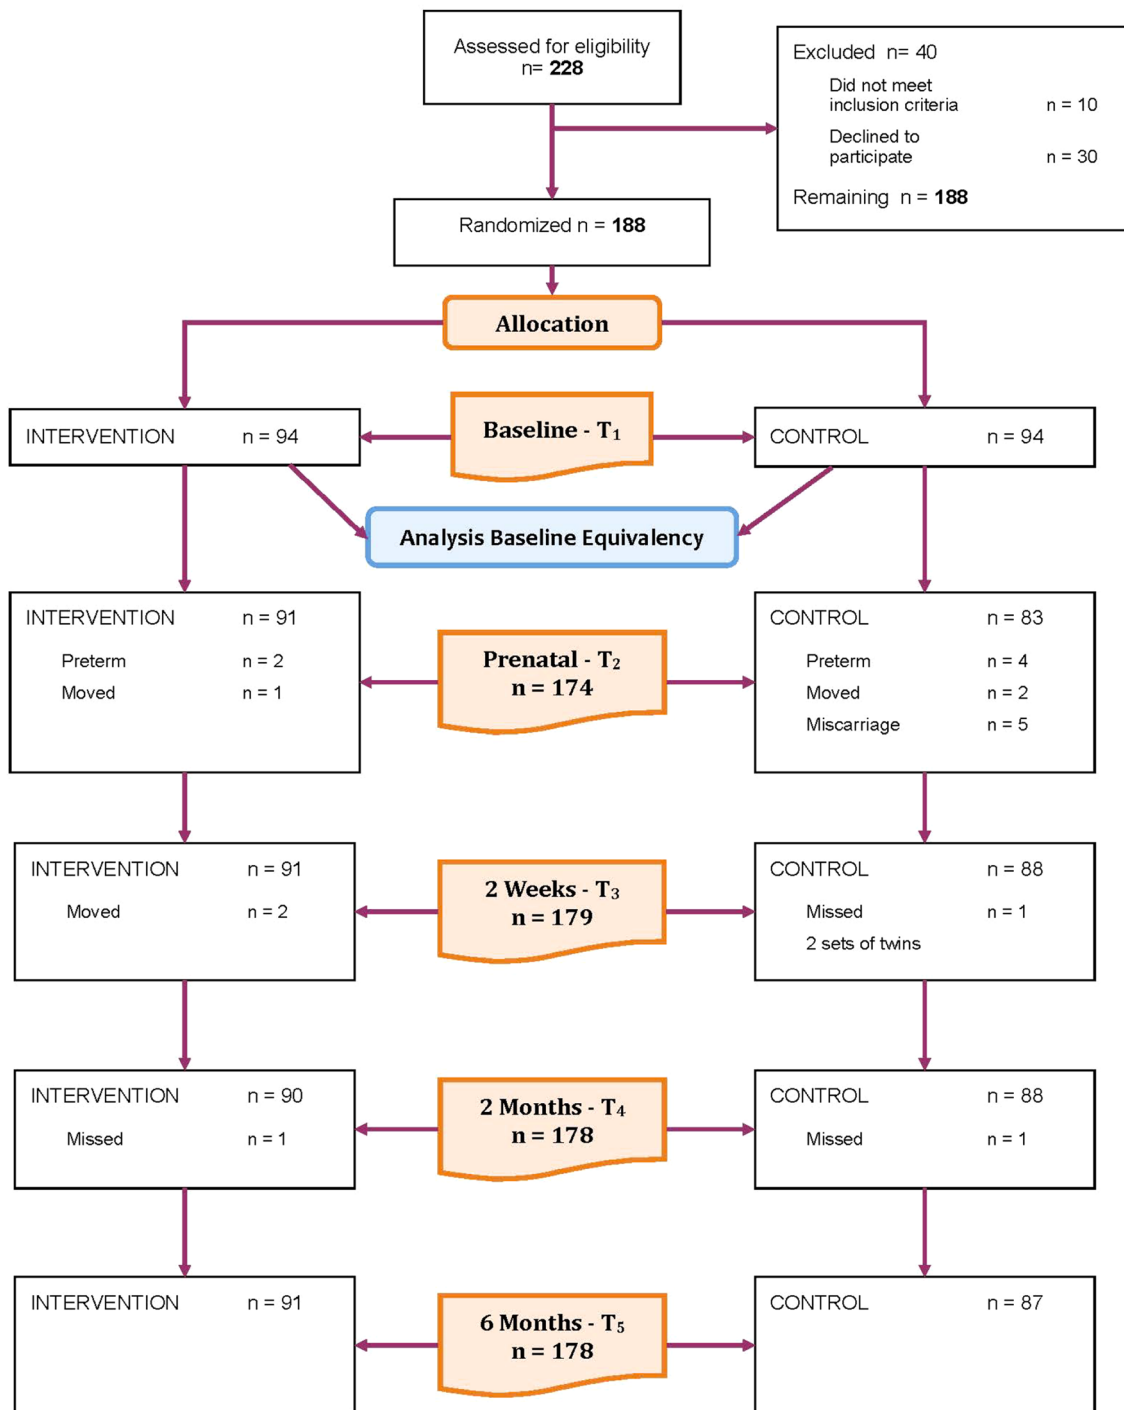 Assessed for eligibility
n= 228
Excluded n= 40
Did not meet
inclusion criteria n = 10
Declined to
participate n = 30
Remaining n = 188
Randomized n = 188
Allocation
INTERVENTION n = 94
Baseline - T1
CONTROL n = 94
Analysis Baseline Equivalency
INTERVENTION n = 91
Preterm n = 2
Moved n = 1
Prenatal - T2
n = 174
CONTROL n = 83
Preterm n = 4
Moved n = 2
Miscarriage n = 5
INTERVENTION n = 91
Moved n = 2
2 Weeks - T3
n = 179
CONTROL n = 88
Missed n = 1
2 sets of twins
INTERVENTION n = 90
Missed n = 1
2 Months - T4
n = 178
CONTROL n = 88
Missed n = 1
INTERVENTION n = 91
6 Months - T5
n = 178
CONTROL n = 87